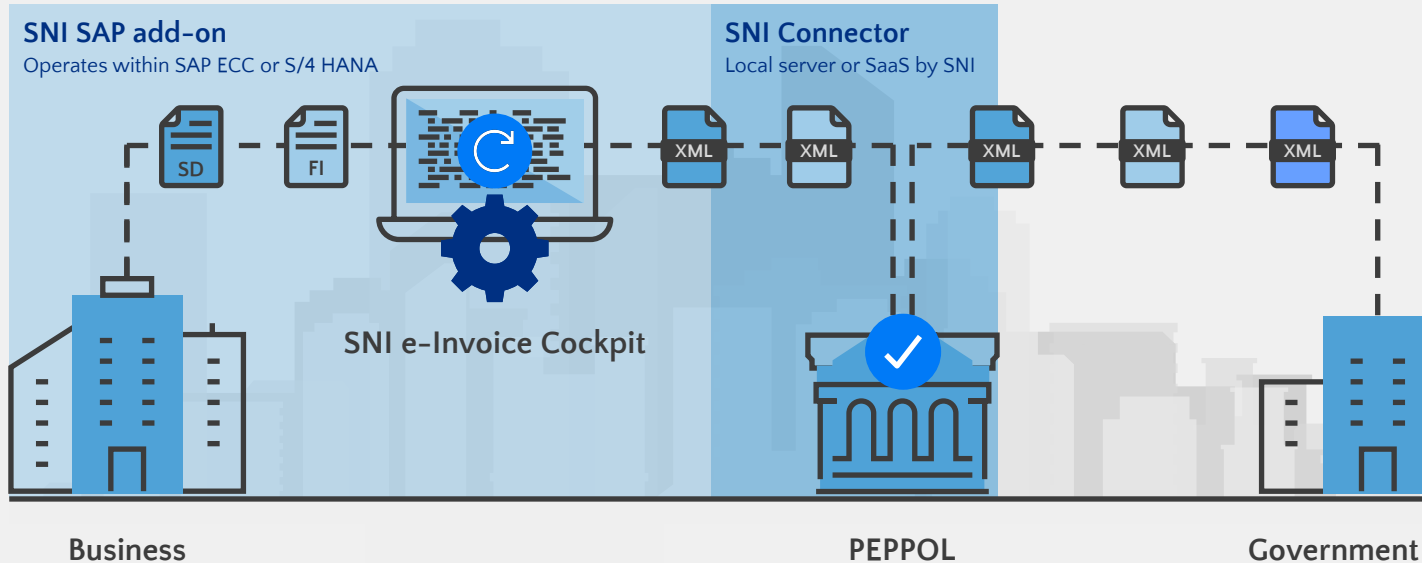 SNI SAP add-on
Operates within SAP ECC or S/4 HANA
SNI Connector
Local server or SaaS by SNI
SD
FI
XML
XML
XML
XML
XML
SNI e-Invoice Cockpit
Business
PEPPOL
Government